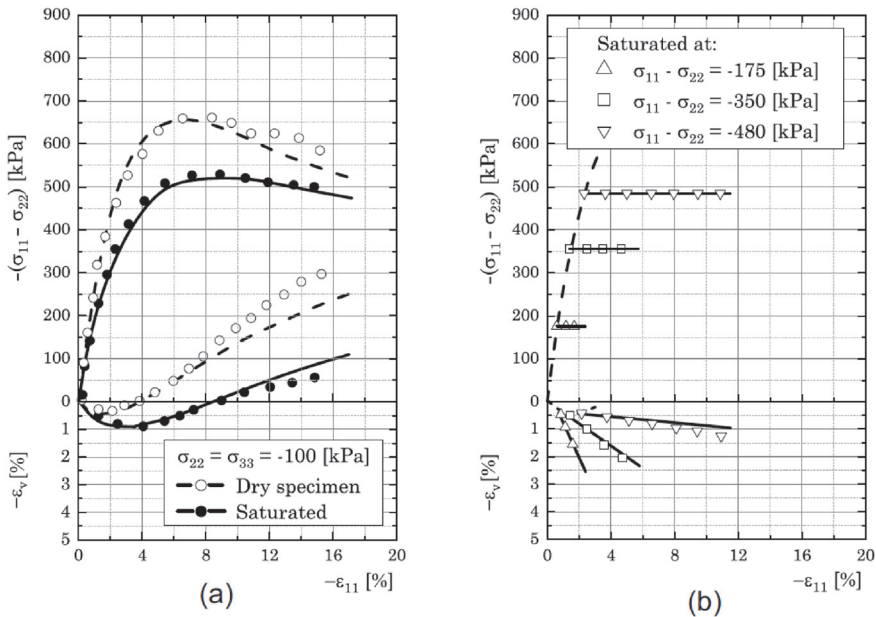 900
800
700
600
500
400
300
200
100
0
1
2
3
4
5
-(σ11 - σ22) [kPa]
-εv[%]
σ22 = σ33 = -100 [kPa]
Dry specimen
Saturated
0 4 8 12 16 20
-ε11 [%]
(a)
900
800
700
600
500
400
300
200
100
0
1
2
3
4
5
-(σ11 - σ22) [kPa]
-εv[%]
Saturated at:
σ11 - σ22 = -175 [kPa]
σ11 - σ22 = -350 [kPa]
σ11 - σ22 = -480 [kPa]
0 4 8 12 16 20
-ε11 [%]
(b)